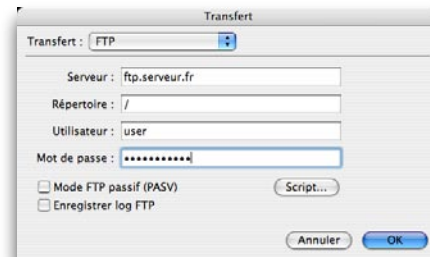 Transfert
Transfert : FTP
Serveur : ftp.serveur.fr
Répertoire : /
Utilisateur : user
Mot de passe : •••••••••••
Mode FTP passif (PASV) Script...
Enregistrer log FTP
Annuler OK